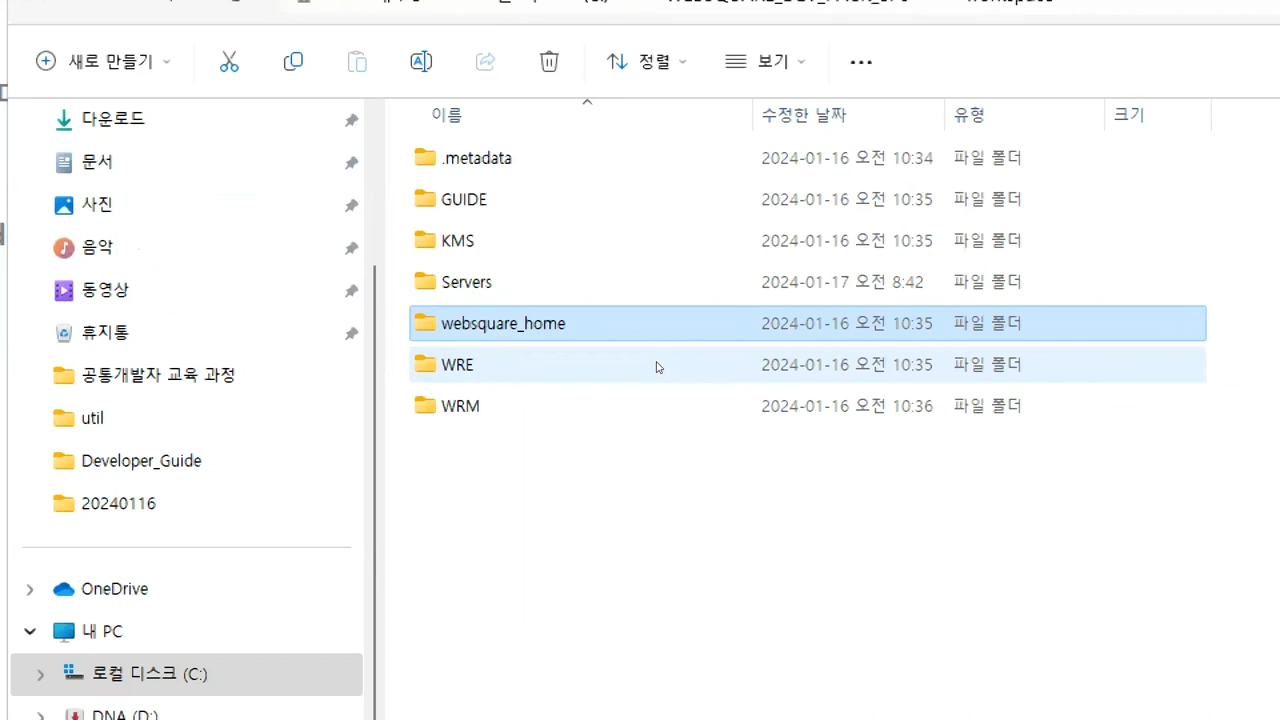 새로 만들기
정렬
보기
다운로드
문서
사진
음악
동영상
휴지통
공통개발자 교육 과정
util
Developer_Guide
20240116
OneDrive
내 PC
로컬 디스크 (C:)
DNA (D:)
이름 수정한 날짜 유형 크기
.metadata 2024-01-16 오전 10:34 파일 폴더
GUIDE 2024-01-16 오전 10:35 파일 폴더
KMS 2024-01-16 오전 10:35 파일 폴더
Servers 2024-01-17 오전 8:42 파일 폴더
websquare_home 2024-01-16 오전 10:35 파일 폴더
WRE 2024-01-16 오전 10:35 파일 폴더
WRM 2024-01-16 오전 10:36 파일 폴더